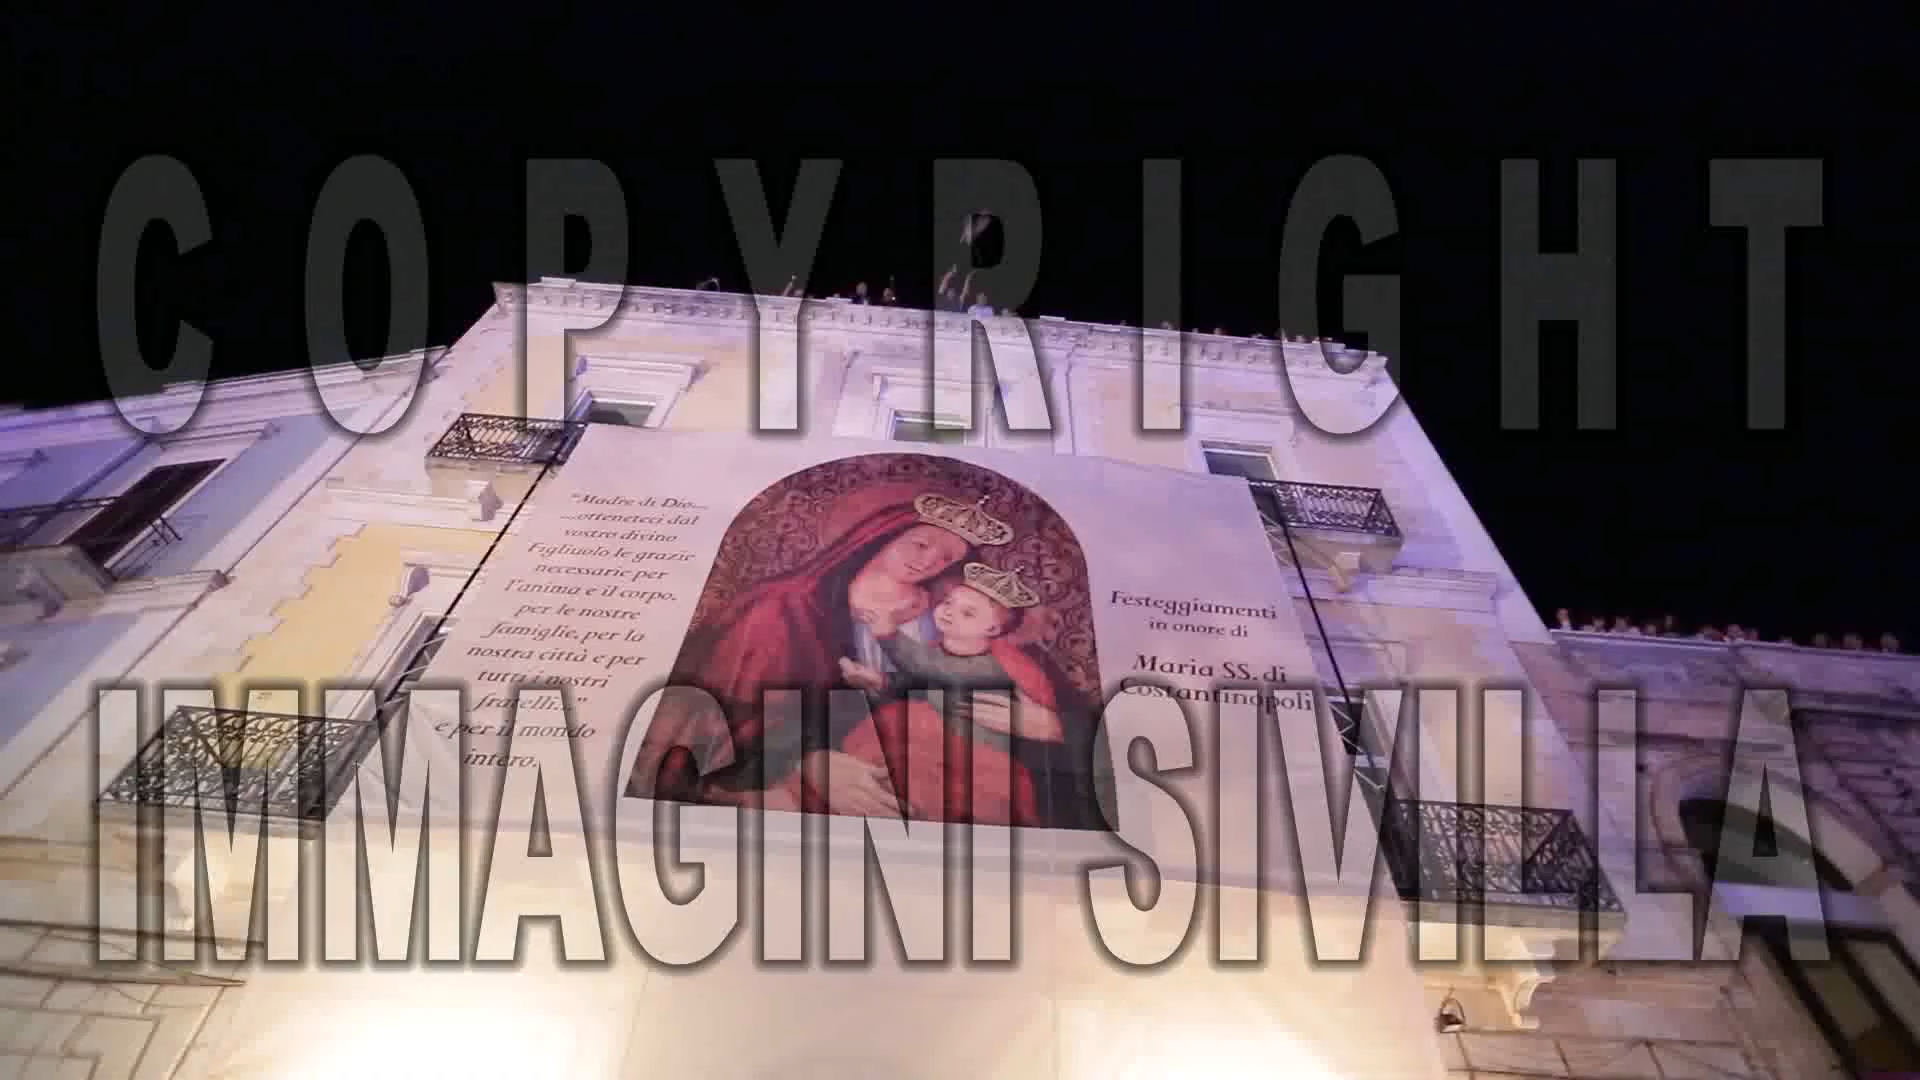 COPYRIGHT
"Madre di Dio...
...otteneteci dal
vostro divino
Figliuolo le grazie
necessarie per
l'anima e il corpo,
per le nostre
famiglie, per la
nostra città e per
tutti i nostri
fratelli..."
e per il mondo
intero.
Festeggiamenti
in onore di
Maria SS. di
Costantinopoli
IMMAGINI SIVILLA